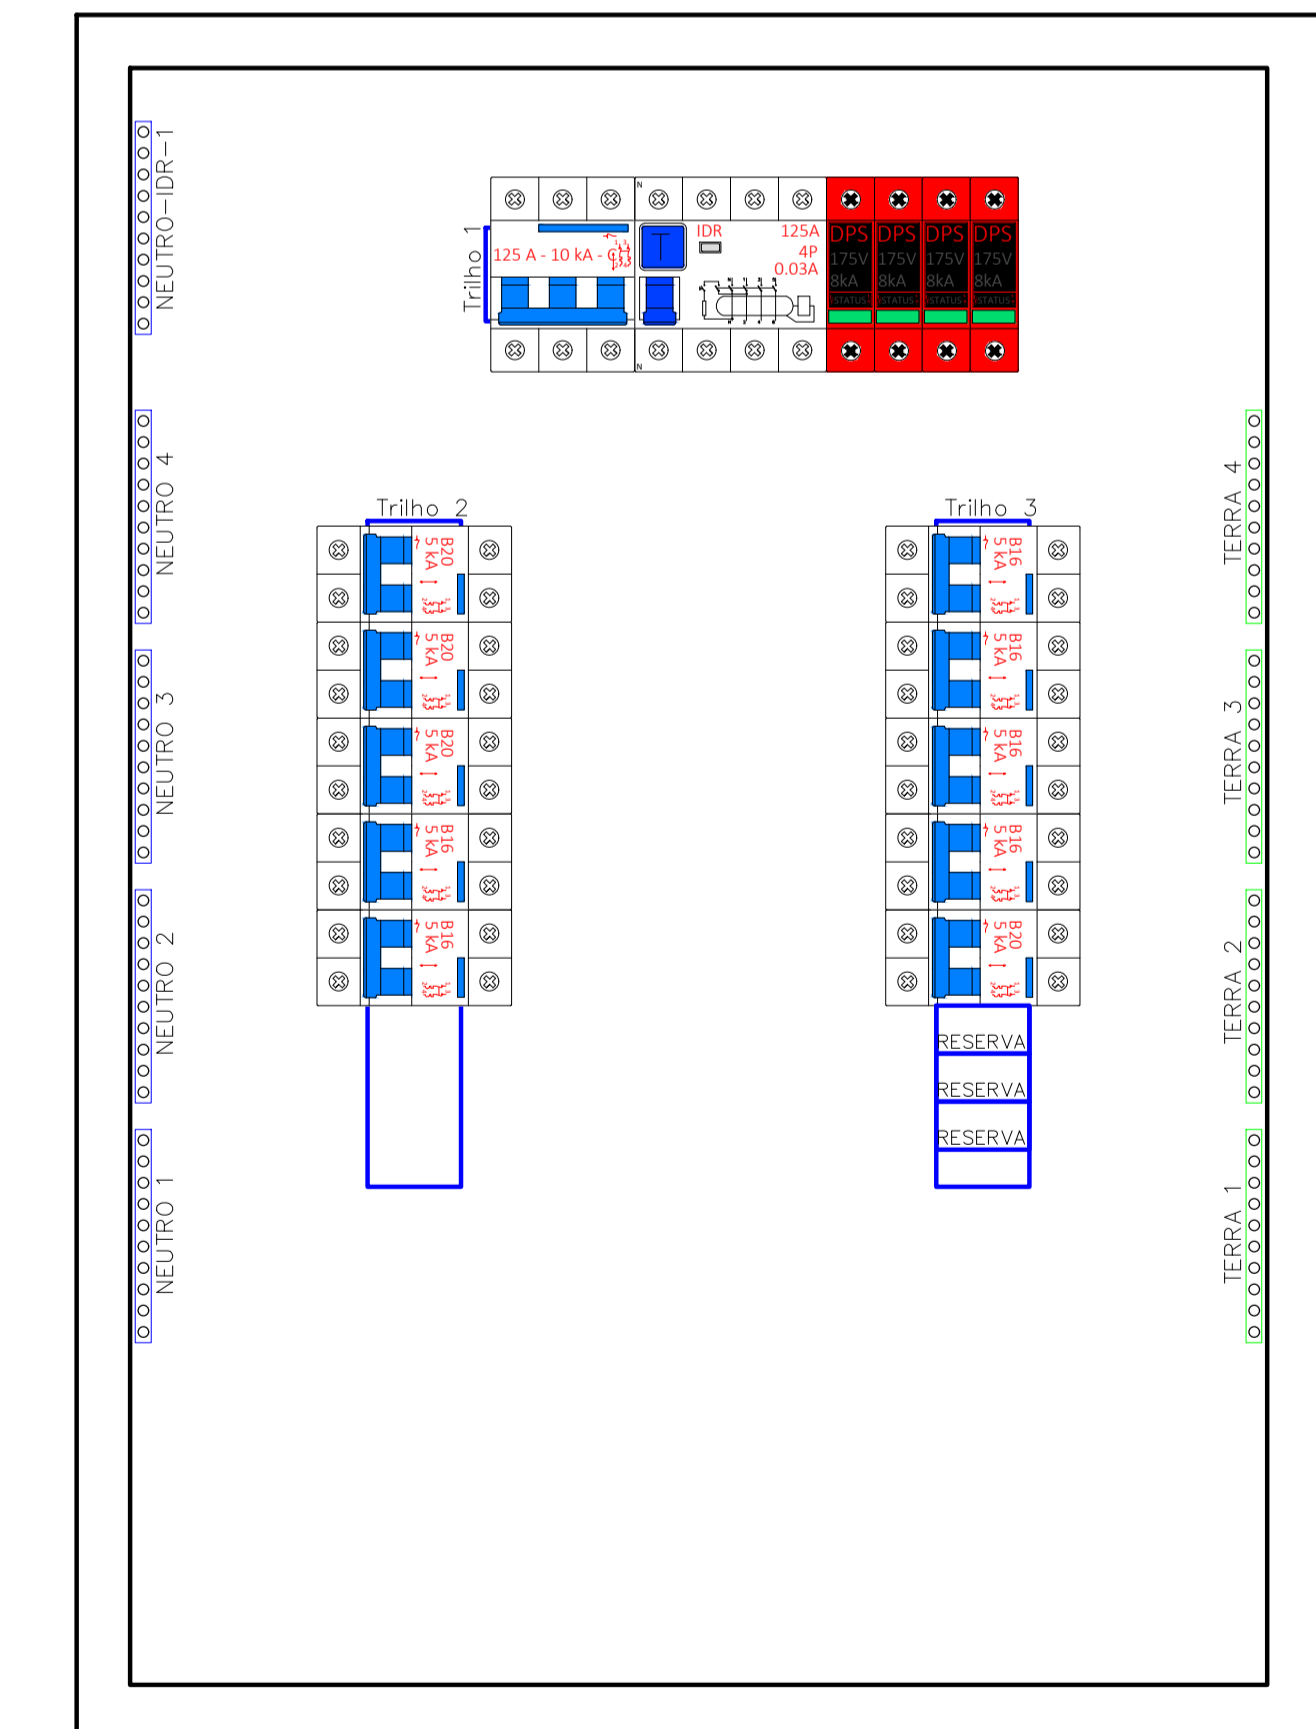 NEUTRO-IDR-1
Trilho 1
125 A - 10 kA - C
N
N
T
IDR
125A
4P
0.03A
DPS
175V
8kA
STATUS
DPS
175V
8kA
STATUS
DPS
175V
8kA
STATUS
DPS
175V
8kA
STATUS
NEUTRO 4
NEUTRO 3
NEUTRO 2
NEUTRO 1
Trilho 2
B20
5 kA
B20
5 kA
B20
5 kA
B16
5 kA
B16
5 kA
Trilho 3
B16
5 kA
B16
5 kA
B16
5 kA
B16
5 kA
B20
5 kA
RESERVA
RESERVA
RESERVA
TERRA 4
TERRA 3
TERRA 2
TERRA 1